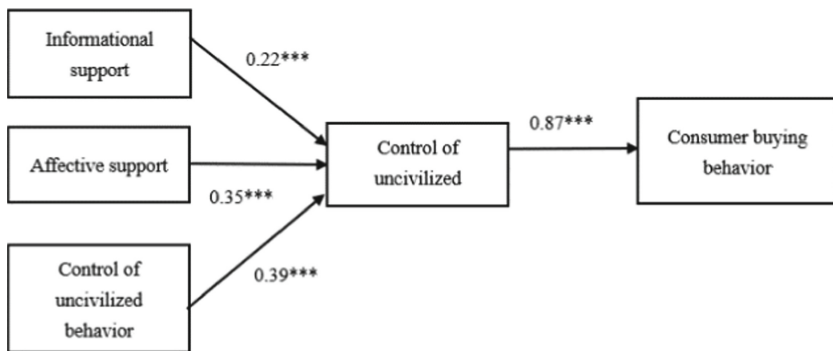 Informational
support
0.22***
Affective support
0.35***
Control of
uncivilized
behavior
0.39***
Control of
uncivilized
0.87***
Consumer buying
behavior